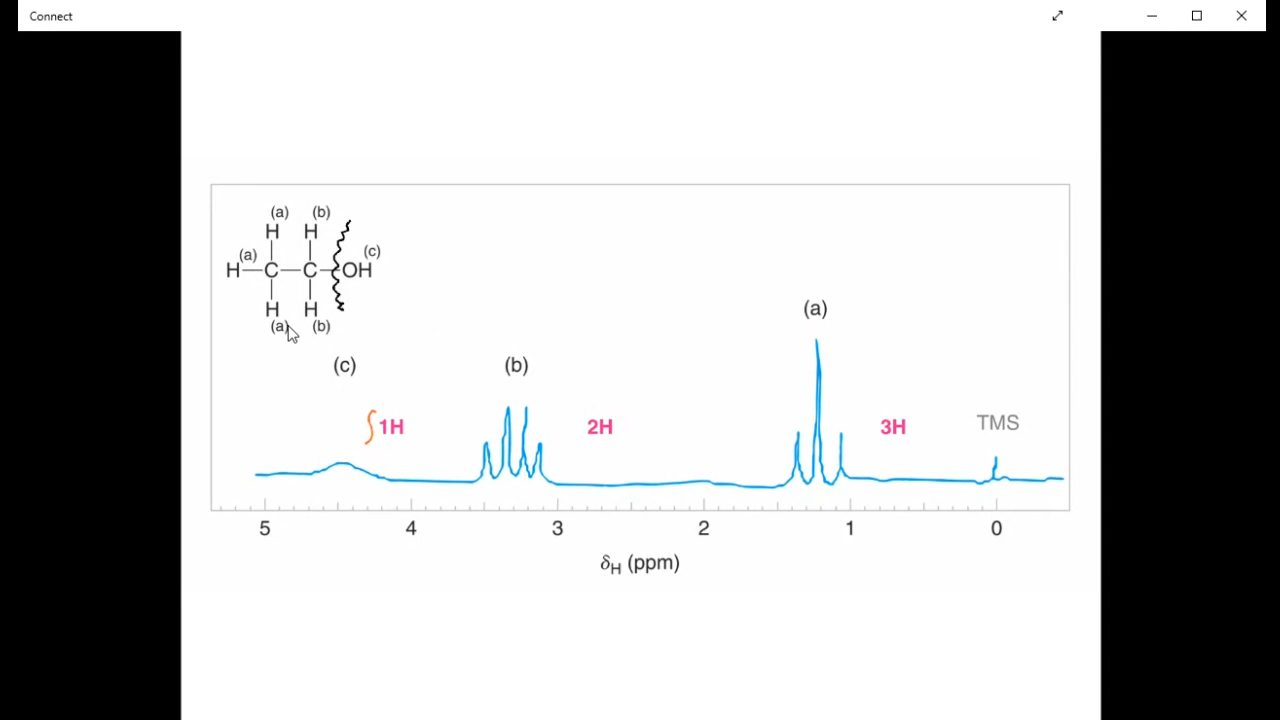 Connect
(a) (b)
H H
(a) (c)
H—C—C—OH
H H
(a) (b)
(c) (b) (a)
∫1H 2H 3H TMS
5 4 3 2 1 0
δH (ppm)